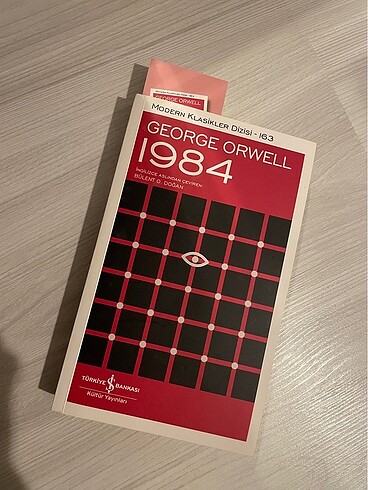 GEORGE ORWELL
MODERN KLASİKLER DİZİSİ - 163
GEORGE ORWELL
1984
İNGİLİZCE ASLINDAN ÇEVİREN:
BÜLENT O. DOĞAN
TÜRKİYE İŞ BANKASI
Kültür Yayınları